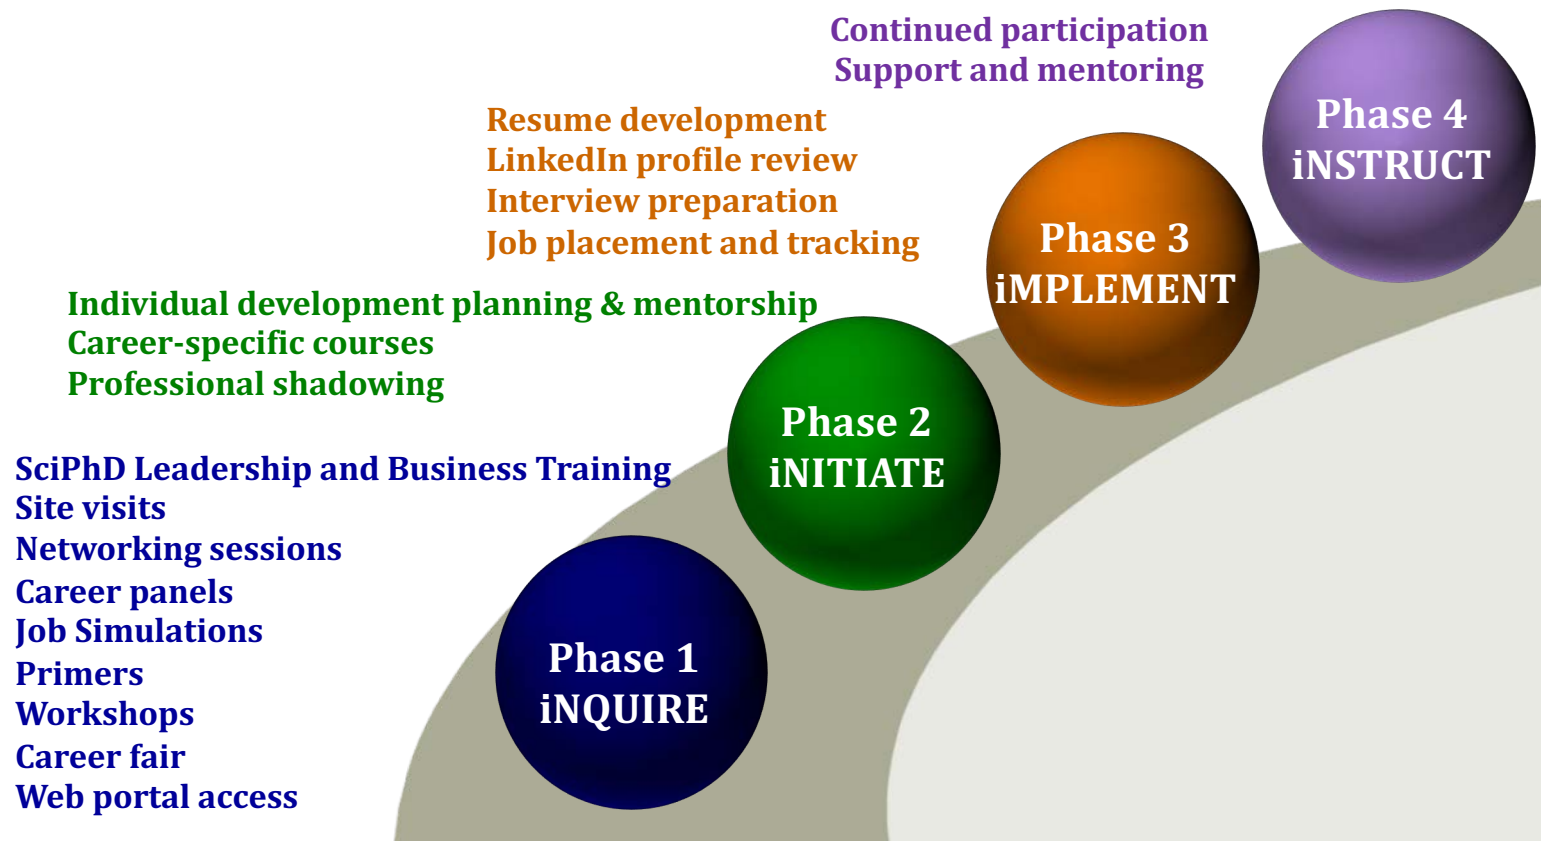 Continued participation
Support and mentoring
Phase 4
iNSTRUCT
Resume development
LinkedIn profile review
Interview preparation
Job placement and tracking
Phase 3
iMPLEMENT
Individual development planning & mentorship
Career-specific courses
Professional shadowing
Phase 2
iNITIATE
SciPhD Leadership and Business Training
Site visits
Networking sessions
Career panels
Job Simulations
Primers
Workshops
Career fair
Web portal access
Phase 1
iNQUIRE